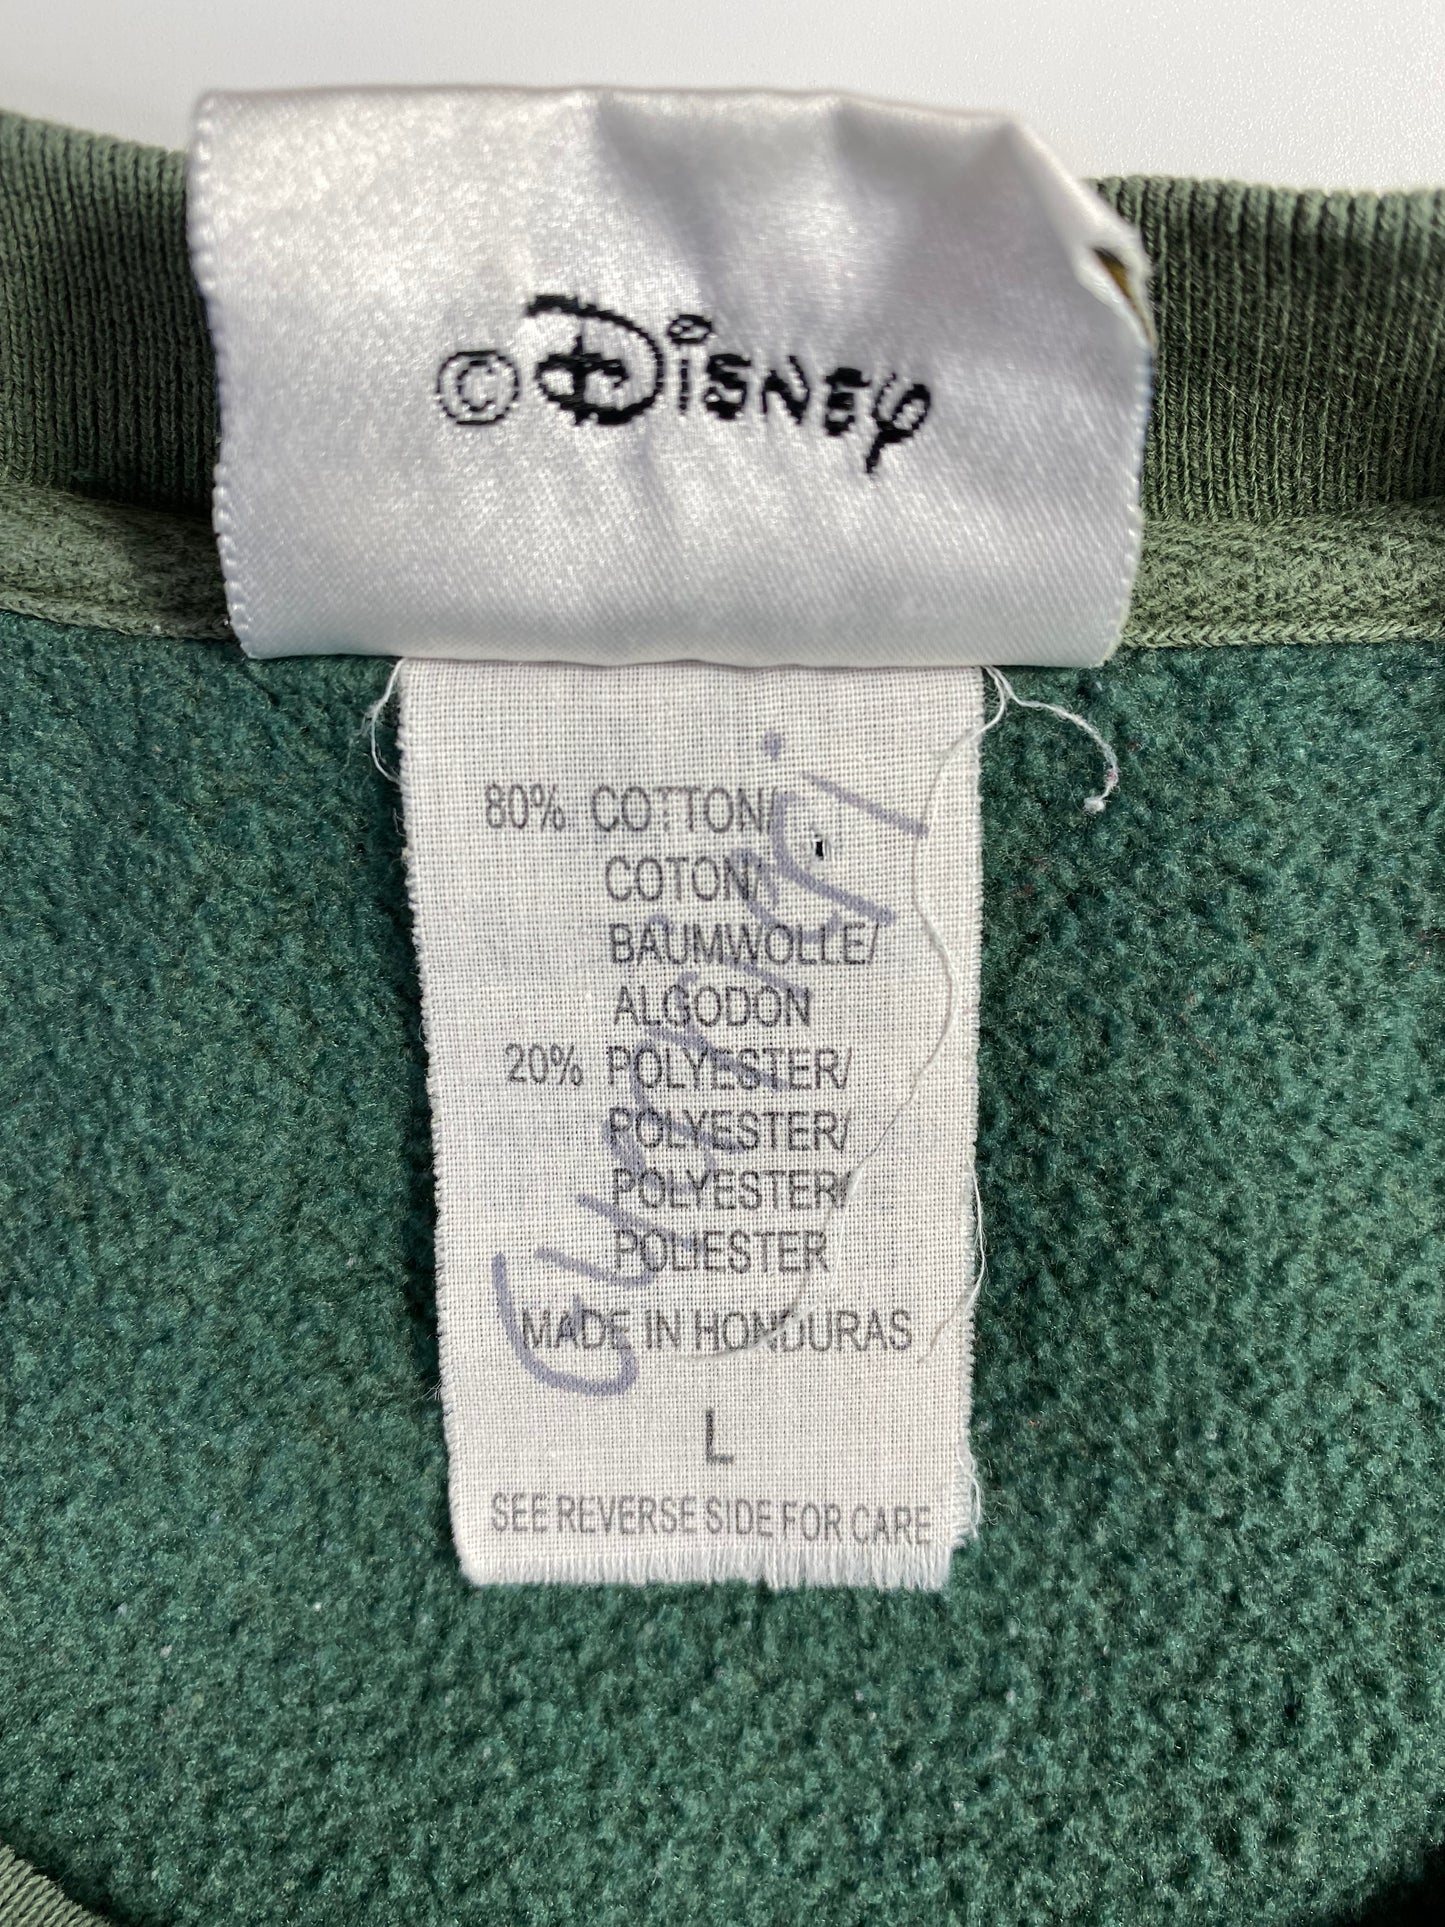 © Disney
80% COTTON/
COTON/
BAUMWOLLE/
ALGODON
20% POLYESTER/
POLYESTER/
POLYESTER/
POLIESTER
MADE IN HONDURAS
L
SEE REVERSE SIDE FOR CARE